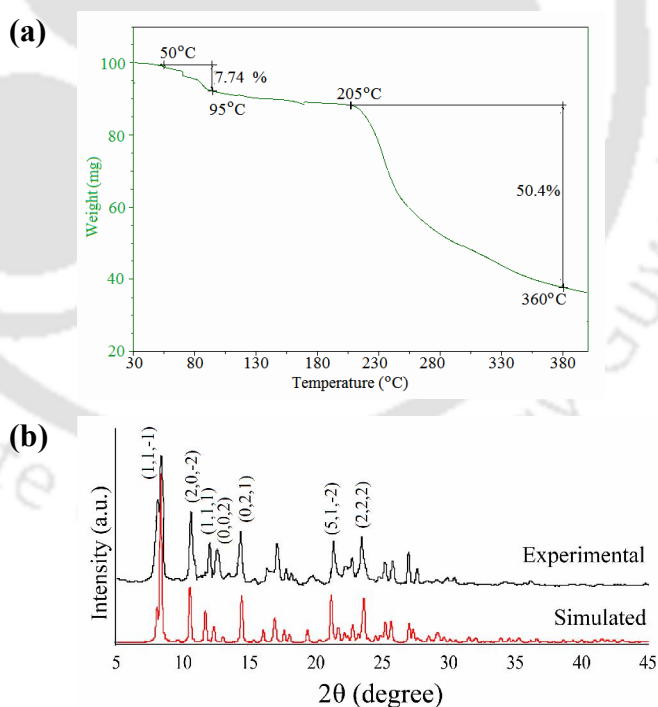 (a)
50°C
7.74 %
95°C
205°C
50.4%
360°C
100
80
60
40
20
Weight (mg)
30 80 130 180 230 280 330 380
Temperature (°C)
(b)
(1,1,-1)
(2,0,-2)
(1,1,1)
(0,0,2)
(0,2,1)
(5,1,-2)
(2,2,2)
Experimental
Simulated
Intensity (a.u.)
5 10 15 20 25 30 35 40 45
2θ (degree)